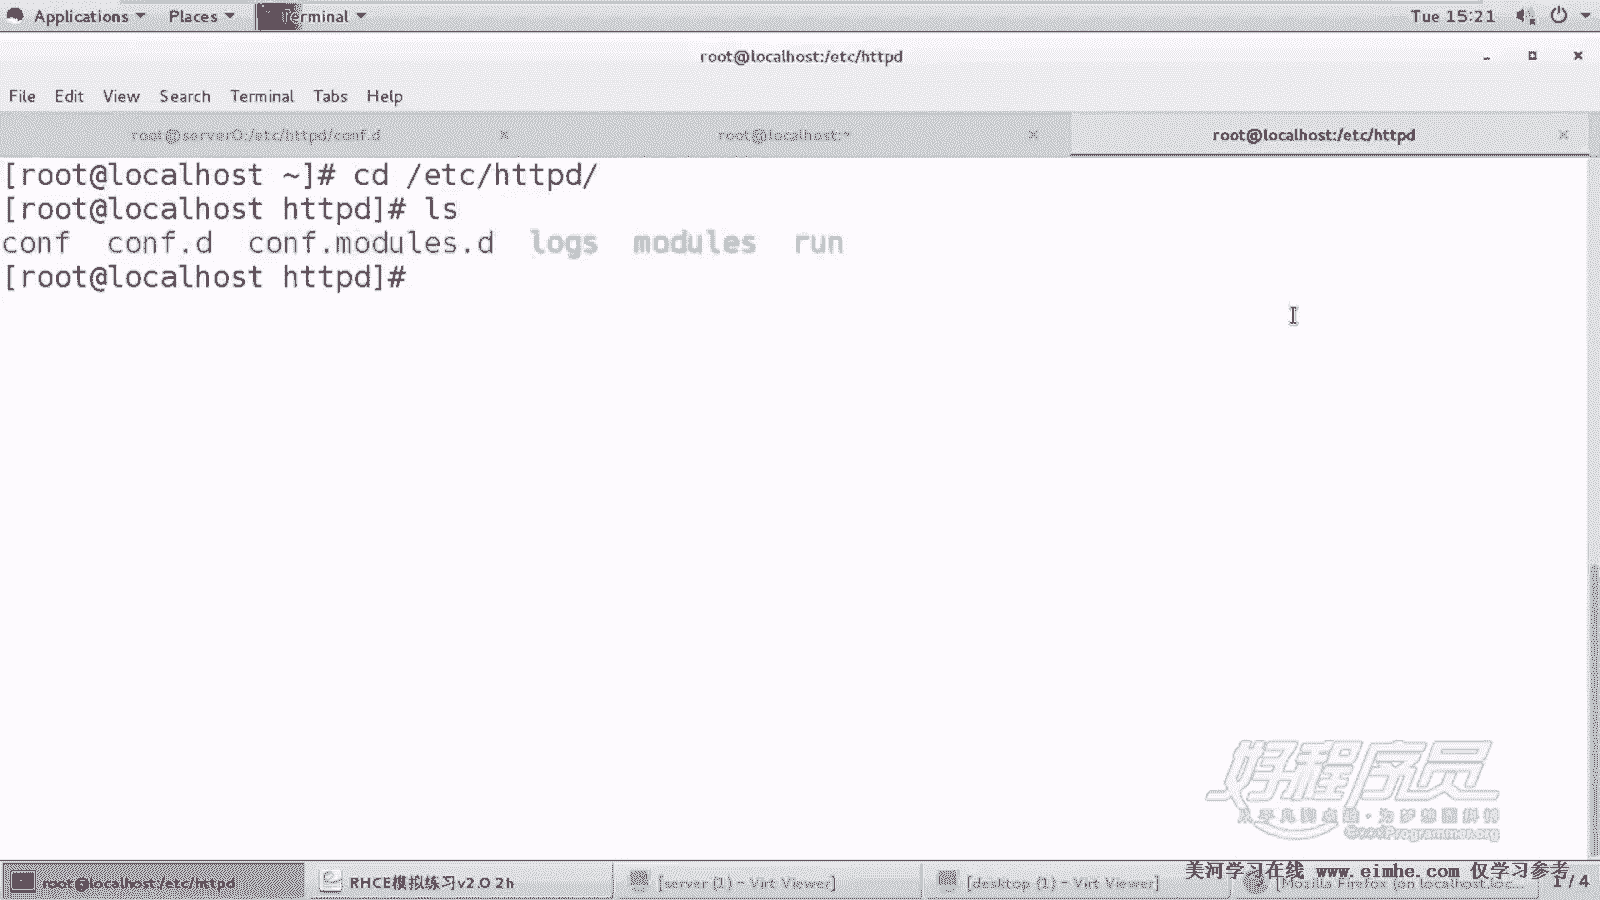 Applications Places Terminal Tue 15:21
root@localhost:/etc/httpd
File Edit View Search Terminal Tabs Help
root@server0:/etc/httpd/conf.d root@localhost:~ root@localhost:/etc/httpd
[root@localhost ~]# cd /etc/httpd/
[root@localhost httpd]# ls
conf conf.d conf.modules.d logs modules run
[root@localhost httpd]#
好程序员
GoodProgrammer.org
美河学习在线 www.eimhe.com 仅学习参考
root@localhost:/etc/httpd RHCE模拟练习v2.0 2h [server (1) - Virt Viewer] [desktop (1) - Virt Viewer] [Mozilla Firefox (on localhost.loc... 1 / 4